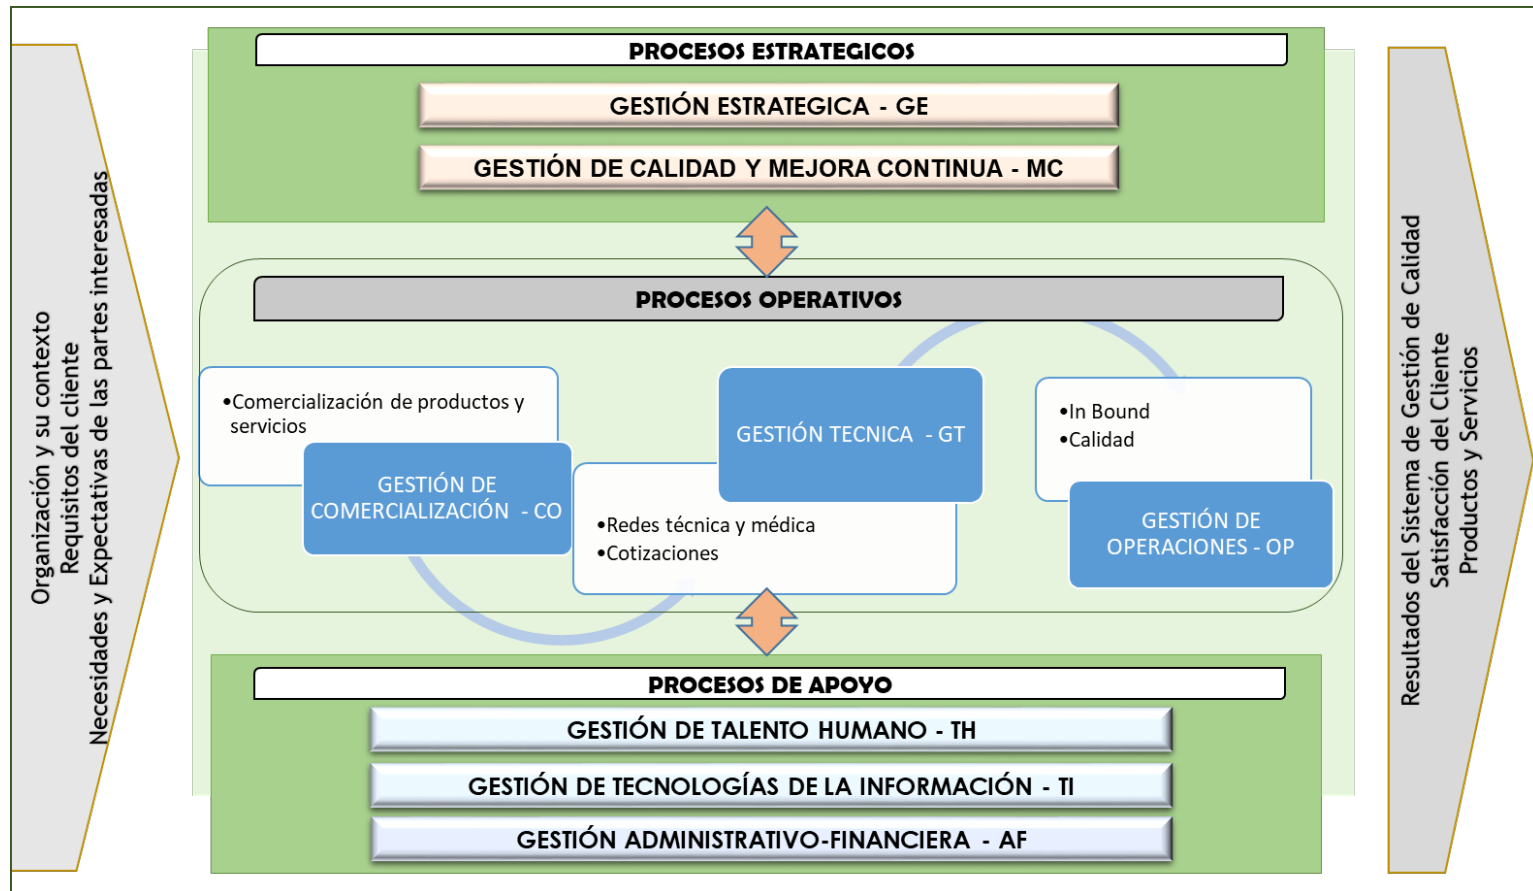 Organización y su contexto
Requisitos del cliente
Necesidades y Expectativas de las partes interesadas
PROCESOS ESTRATEGICOS
GESTIÓN ESTRATEGICA - GE
GESTIÓN DE CALIDAD Y MEJORA CONTINUA - MC
PROCESOS OPERATIVOS
•Comercialización de productos y
servicios
GESTIÓN DE
COMERCIALIZACIÓN - CO
GESTIÓN TECNICA - GT
•Redes técnica y médica
•Cotizaciones
•In Bound
•Calidad
GESTIÓN DE
OPERACIONES - OP
PROCESOS DE APOYO
GESTIÓN DE TALENTO HUMANO - TH
GESTIÓN DE TECNOLOGÍAS DE LA INFORMACIÓN - TI
GESTIÓN ADMINISTRATIVO-FINANCIERA - AF
Resultados del Sistema de Gestión de Calidad
Satisfacción del Cliente
Productos y Servicios